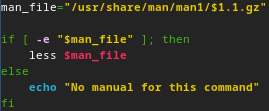 man_file="/usr/share/man/man1/$1.1.gz"
if [ -e "$man_file" ]; then
less $man_file
else
echo "No manual for this command"
fi